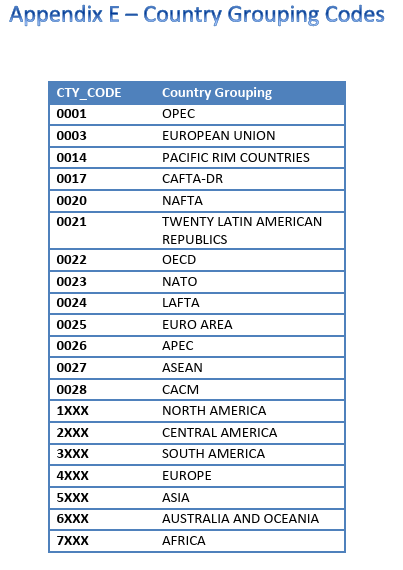 Appendix E – Country Grouping Codes
CTY_CODE Country Grouping
0001 OPEC
0003 EUROPEAN UNION
0014 PACIFIC RIM COUNTRIES
0017 CAFTA-DR
0020 NAFTA
0021 TWENTY LATIN AMERICAN
REPUBLICS
0022 OECD
0023 NATO
0024 LAFTA
0025 EURO AREA
0026 APEC
0027 ASEAN
0028 CACM
1XXX NORTH AMERICA
2XXX CENTRAL AMERICA
3XXX SOUTH AMERICA
4XXX EUROPE
5XXX ASIA
6XXX AUSTRALIA AND OCEANIA
7XXX AFRICA